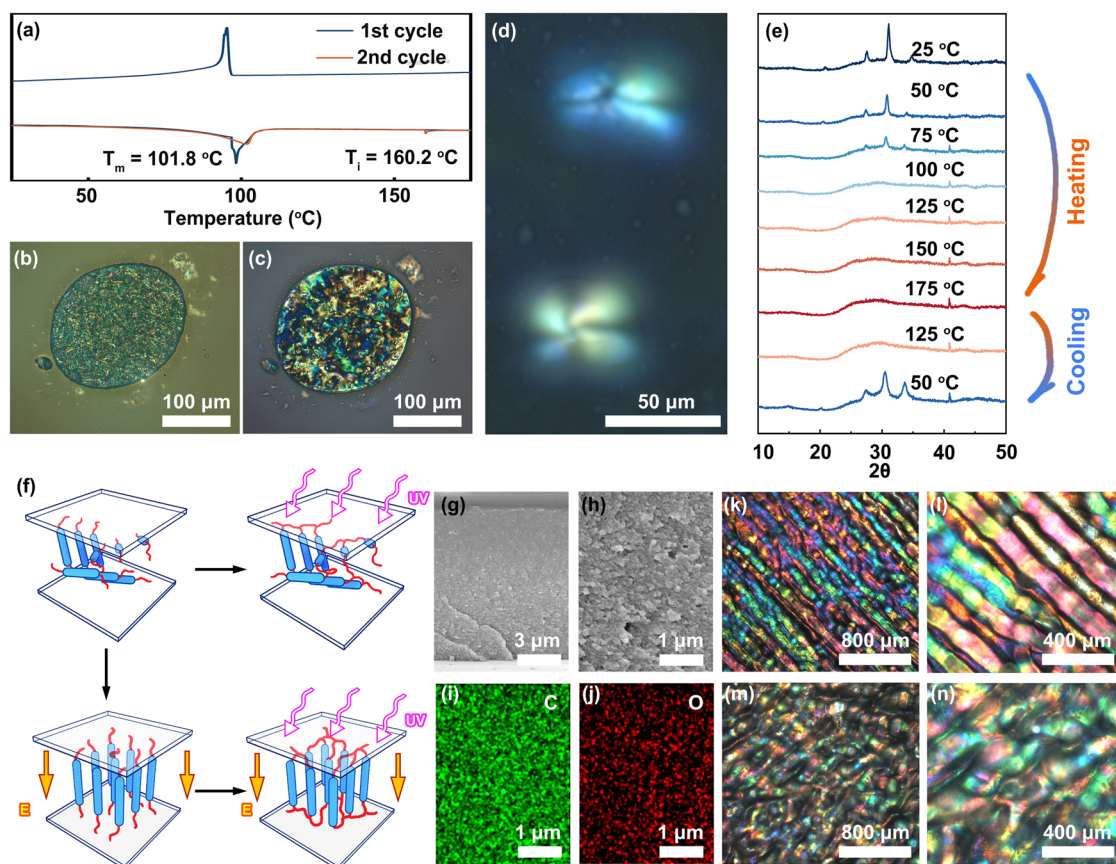 (a)
1st cycle
2nd cycle
Tm = 101.8 °C
Ti = 160.2 °C
50
100
150
Temperature (°C)
(b)
100 μm
(c)
100 μm
(d)
50 μm
(e)
25 °C
50 °C
75 °C
100 °C
125 °C
150 °C
175 °C
125 °C
50 °C
10
20
30
40
50
2θ
Heating
Cooling
(f)
UV
E
E
UV
(g)
3 μm
(h)
1 μm
(i)
C
1 μm
(j)
O
1 μm
(k)
800 μm
(l)
400 μm
(m)
800 μm
(n)
400 μm